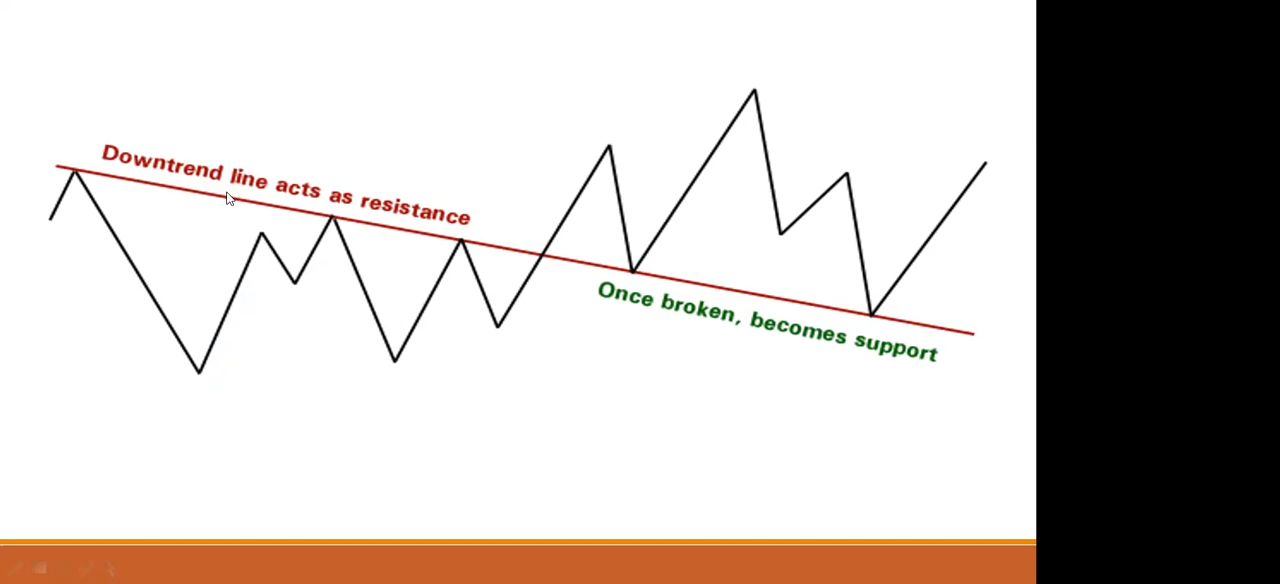 Downtrend line acts as resistance
Once broken, becomes support